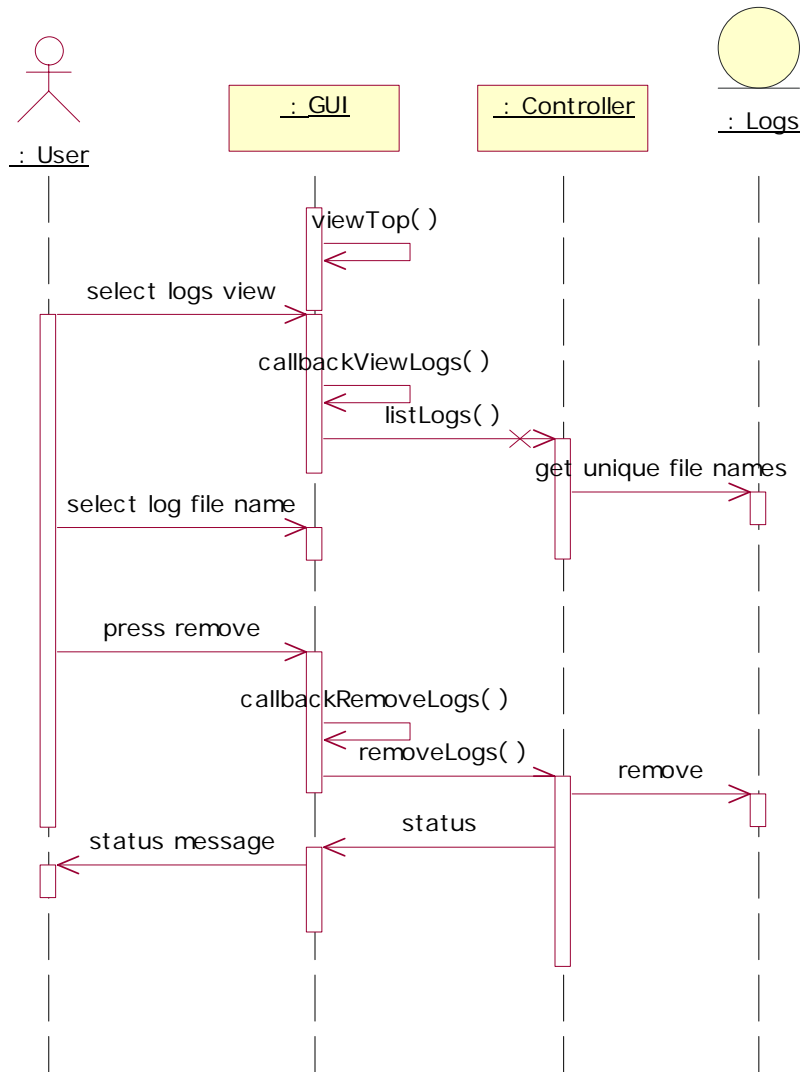 : GUI
: Controller
: Logs
: User
viewTop( )
select logs view
callbackViewLogs( )
listLogs( )
get unique file names
select log file name
press remove
callbackRemoveLogs( )
removeLogs( )
remove
status
status message